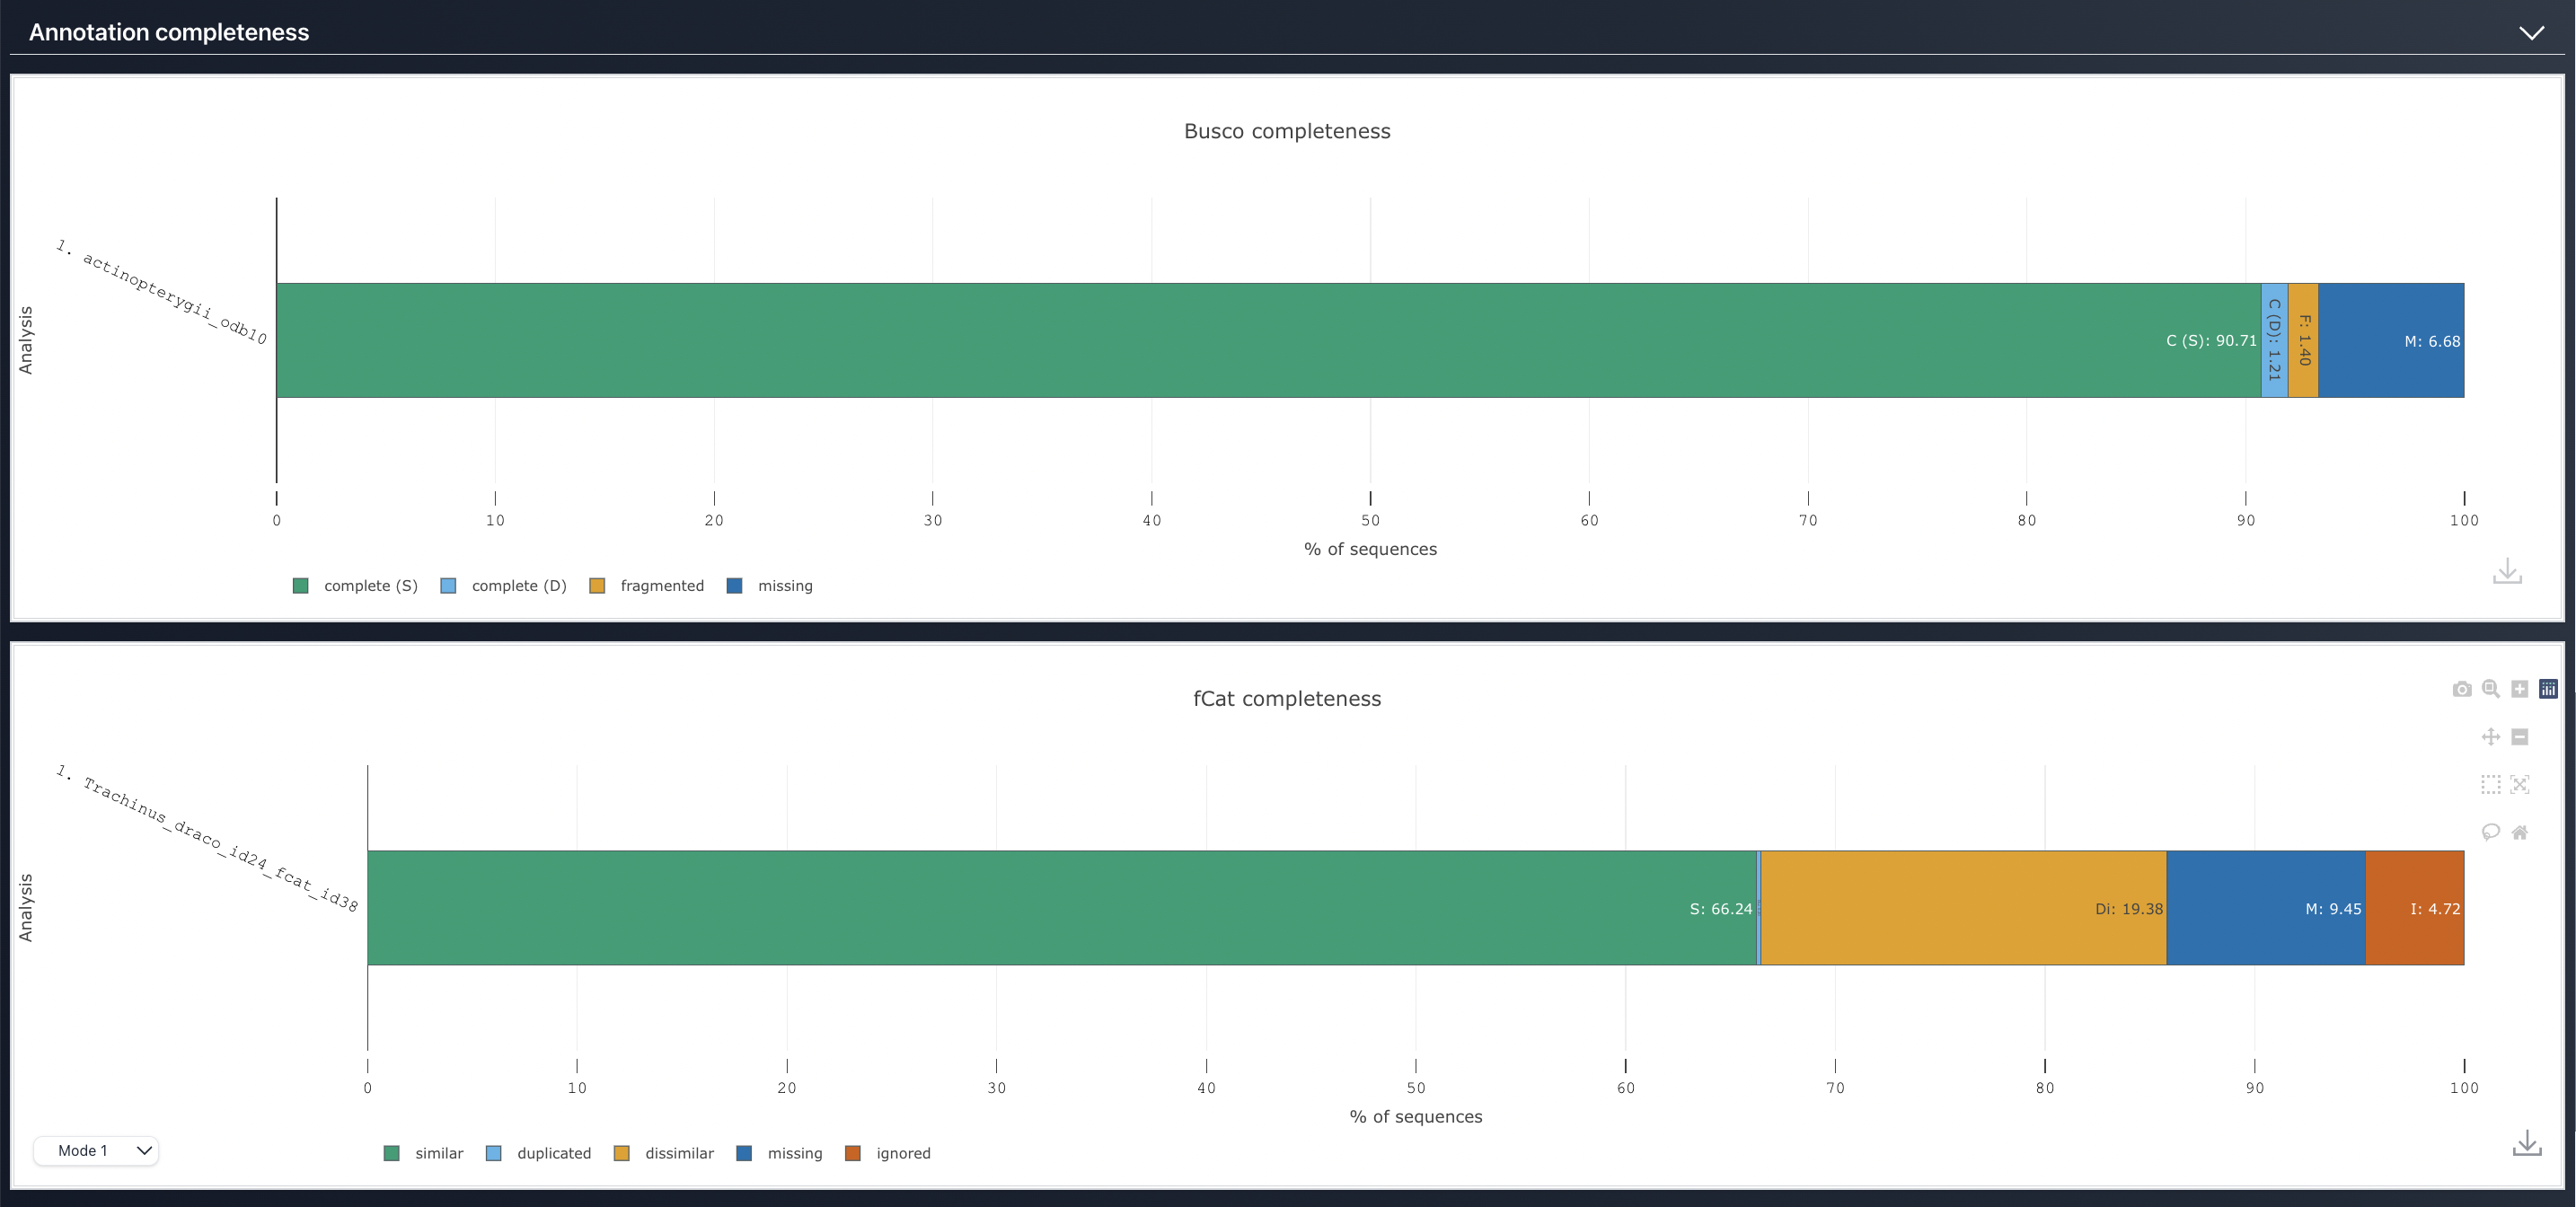 Annotation completeness
Busco completeness
Analysis
1. actinopterygii_odb10
C (S): 90.71
C (D): 1.21
F: 1.40
M: 6.68
0 10 20 30 40 50 60 70 80 90 100
% of sequences
complete (S) complete (D) fragmented missing
fCat completeness
Analysis
1. Trachinus_draco_id24_fcat_id38
S: 66.24
Di: 19.38
M: 9.45
I: 4.72
0 10 20 30 40 50 60 70 80 90 100
% of sequences
Mode 1
similar duplicated dissimilar missing ignored